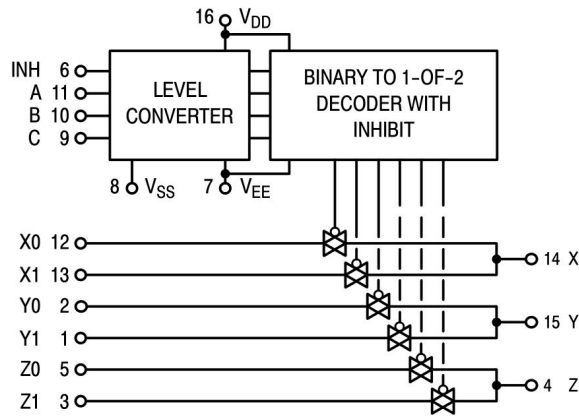 16 VDD
INH 6
A 11
B 10
C 9
LEVEL
CONVERTER
BINARY TO 1-OF-2
DECODER WITH
INHIBIT
8 VSS
7 VEE
X0 12
X1 13
14 X
Y0 2
Y1 1
15 Y
Z0 5
Z1 3
4 Z